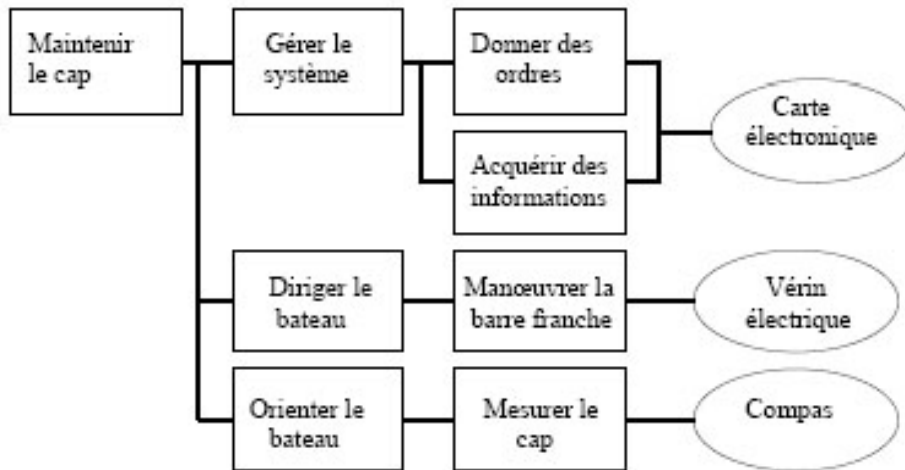 Maintenir
le cap
Gérer le
système
Donner des
ordres
Carte
électronique
Acquérir des
informations
Diriger le
bateau
Manœuvrer la
barre franche
Vérin
électrique
Orienter le
bateau
Mesurer le
cap
Compas